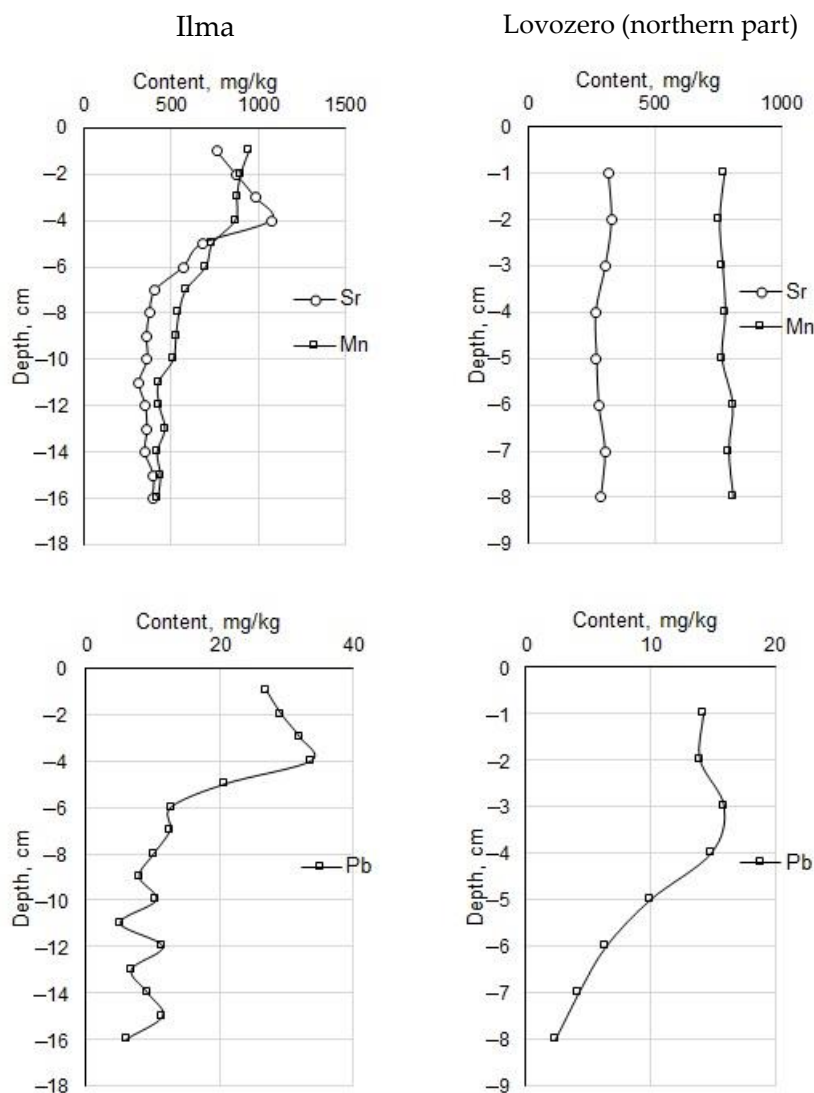 Ilma
Content, mg/kg
0 500 1000 1500
0
–2
–4
–6
–8
–10
–12
–14
–16
–18
Depth, cm
Sr
Mn
Lovozero (northern part)
Content, mg/kg
0 500 1000
0
–1
–2
–3
–4
–5
–6
–7
–8
–9
Depth, cm
Sr
Mn
Content, mg/kg
0 20 40
0
–2
–4
–6
–8
–10
–12
–14
–16
–18
Depth, cm
Pb
Content, mg/kg
0 10 20
0
–1
–2
–3
–4
–5
–6
–7
–8
–9
Depth, cm
Pb